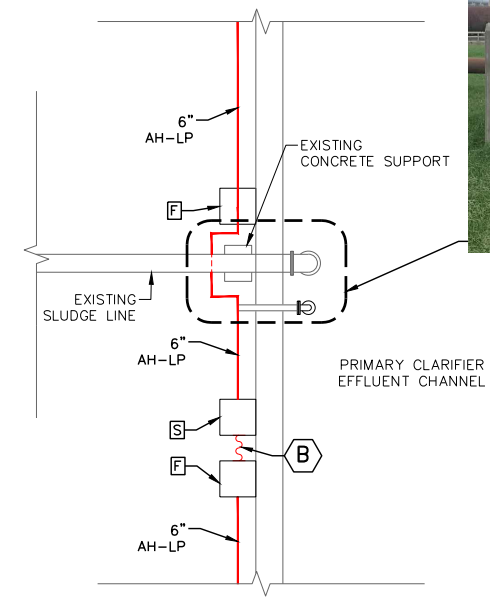 6"
AH-LP
EXISTING
CONCRETE SUPPORT
F
EXISTING
SLUDGE LINE
6"
AH-LP
PRIMARY CLARIFIER
EFFLUENT CHANNEL
S
B
F
6"
AH-LP